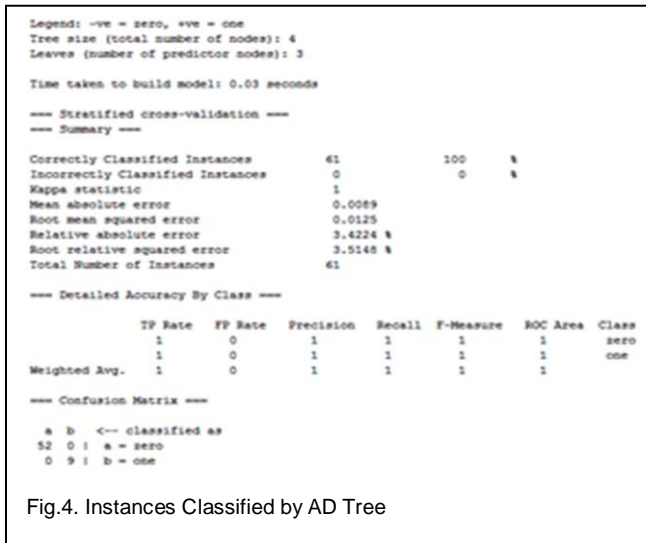 Legend: -ve = zero, +ve = one
Tree size (total number of nodes): 4
Leaves (number of predictor nodes): 3
Time taken to build model: 0.03 seconds
=== Stratified cross-validation ===
=== Summary ===
Correctly Classified Instances 61 100 %
Incorrectly Classified Instances 0 0 %
Kappa statistic 1
Mean absolute error 0.0089
Root mean squared error 0.0125
Relative absolute error 3.4224 %
Root relative squared error 3.5148 %
Total Number of Instances 61
=== Detailed Accuracy By Class ===
TP Rate FP Rate Precision Recall F-Measure ROC Area Class
1 0 1 1 1 1 zero
1 0 1 1 1 1 one
Weighted Avg. 1 0 1 1 1 1
=== Confusion Matrix ===
a b <-- classified as
52 0 | a = zero
0 9 | b = one
Fig.4. Instances Classified by AD Tree